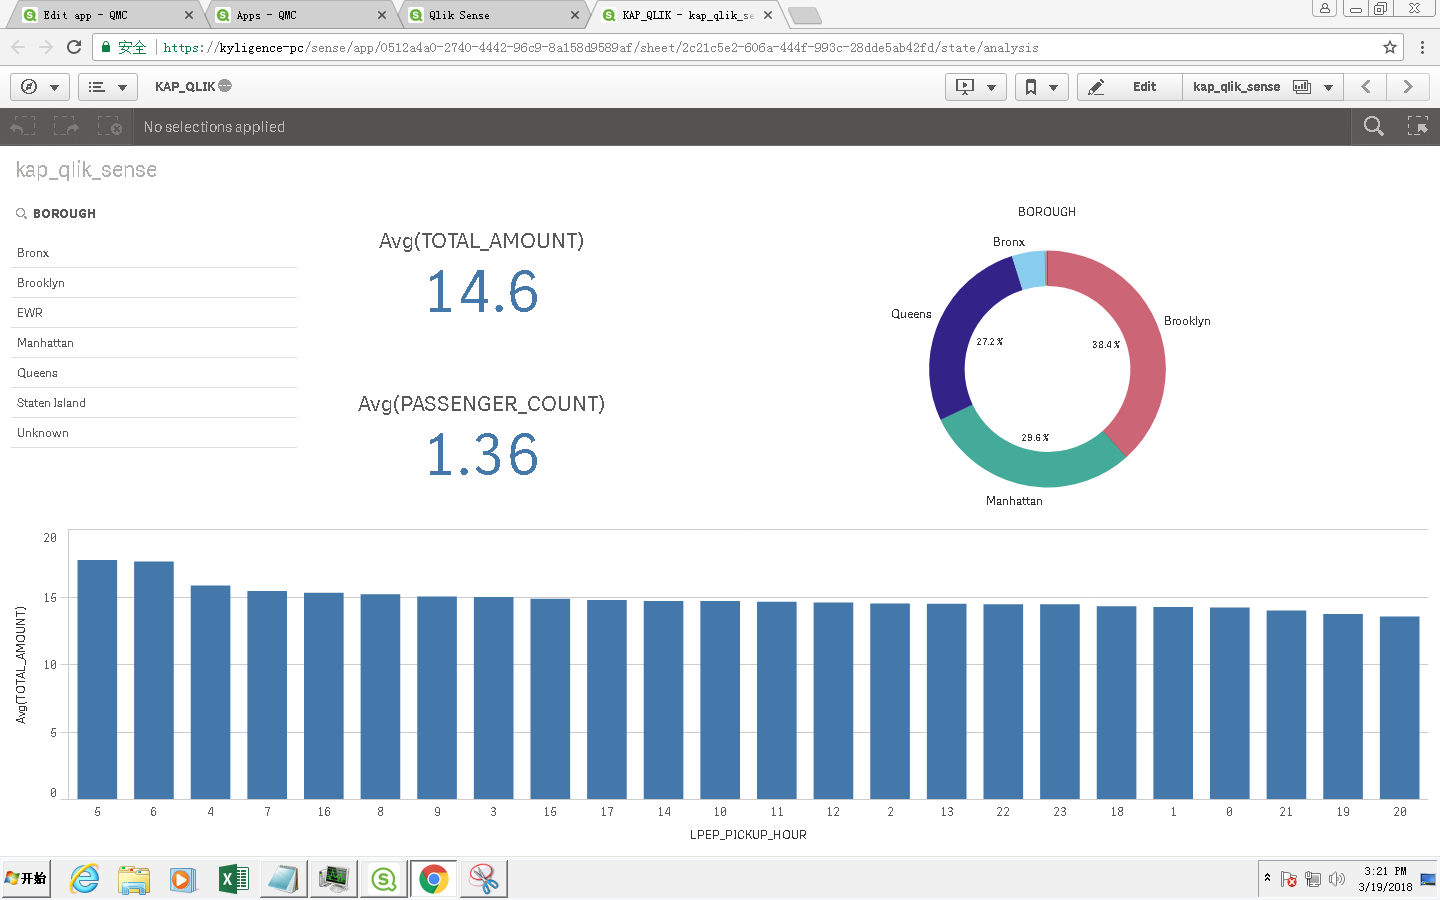 Edit app - QMC
Apps - QMC
Qlik Sense
KAP_QLIK - kap_qlik_se
安全
https://kyligence-pc/sense/app/0512a4a0-2740-4442-96c9-8a158d9589af/sheet/2c21c5e2-606a-444f-993c-28dde5ab42fd/state/analysis
KAP_QLIK
Edit
kap_qlik_sense
No selections applied
kap_qlik_sense
BOROUGH
Bronx
Brooklyn
EWR
Manhattan
Queens
Staten Island
Unknown
Avg(TOTAL_AMOUNT)
14.6
Avg(PASSENGER_COUNT)
1.36
BOROUGH
Bronx
Queens
Brooklyn
27.2%
38.4%
29.6%
Manhattan
20
15
10
5
0
Avg(TOTAL_AMOUNT)
5 6 4 7 16 8 9 3 15 17 14 10 11 12 2 13 22 23 18 1 0 21 19 20
LPEP_PICKUP_HOUR
开始
3:21 PM
3/19/2018